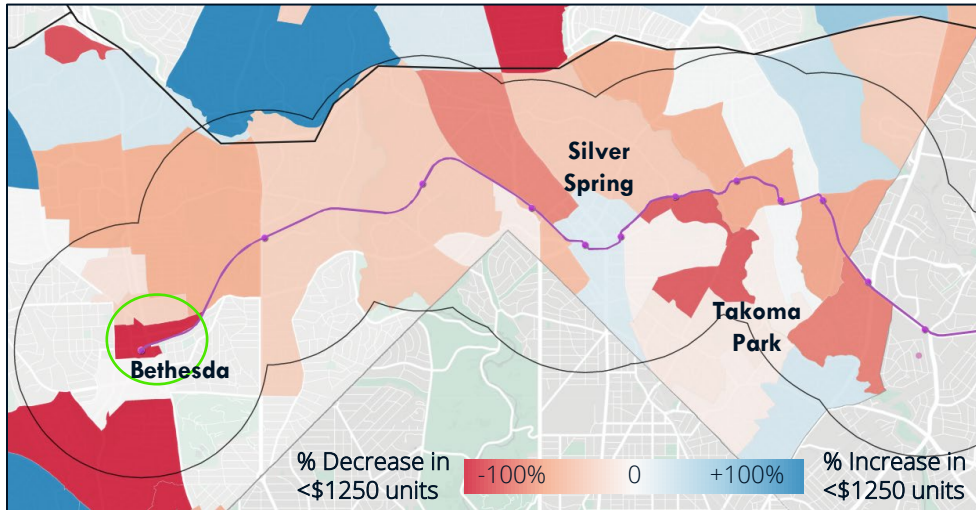 Silver
Spring
Takoma
Park
Bethesda
% Decrease in
<$1250 units
-100%
0
+100%
% Increase in
<$1250 units